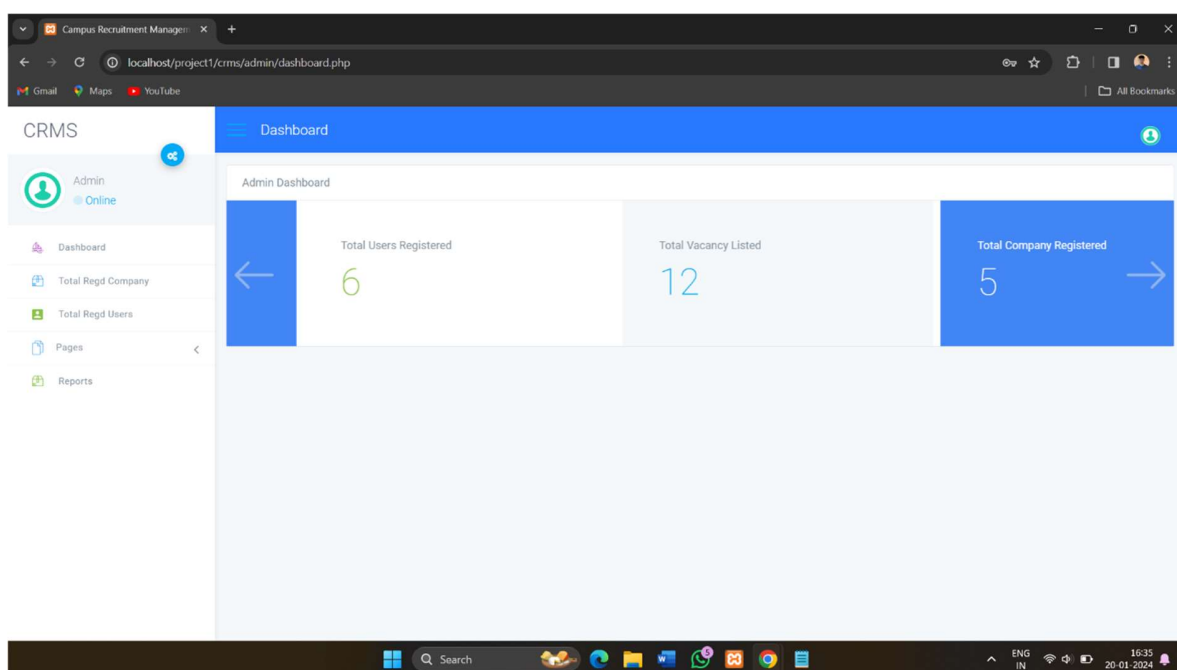 Campus Recruitment Managem
localhost/project1/crms/admin/dashboard.php
Gmail Maps YouTube All Bookmarks
CRMS
Dashboard
Admin
Online
Admin Dashboard
Dashboard
Total Regd Company
Total Regd Users
Pages
Reports
Total Users Registered
6
Total Vacancy Listed
12
Total Company Registered
5
Search
5
ENG
IN
16:35
20-01-2024